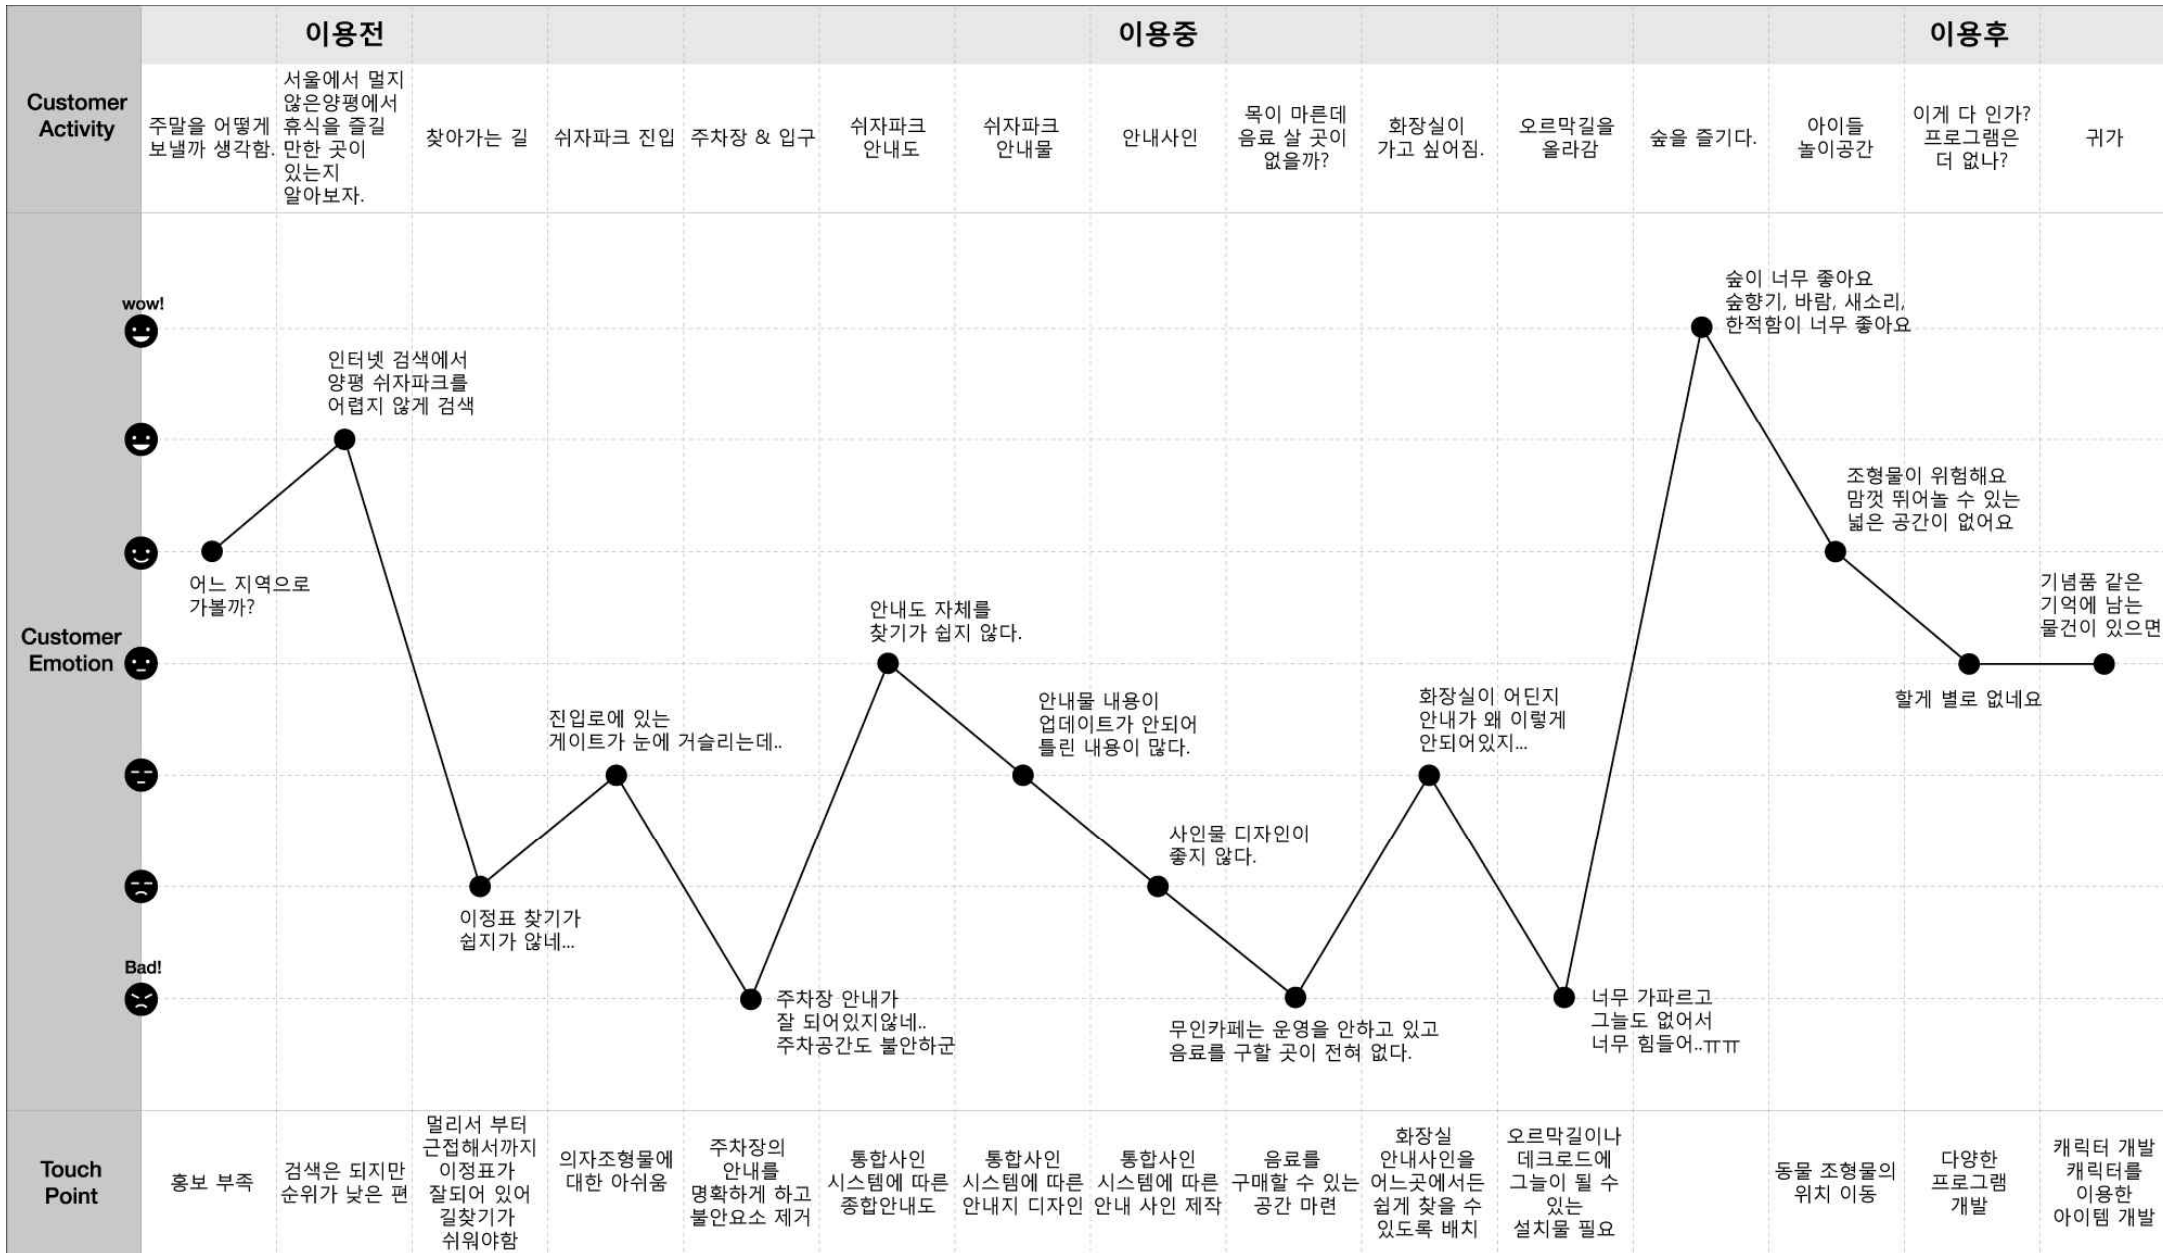 이용전
이용중
이용후
Customer
Activity
주말을 어떻게
보낼까 생각함.
서울에서 멀지
않은양평에서
휴식을 즐길
만한 곳이
있는지
알아보자.
찾아가는 길
쉬자파크 진입
주차장 & 입구
쉬자파크
안내도
쉬자파크
안내물
안내사인
목이 마른데
음료 살 곳이
없을까?
화장실이
가고 싶어짐.
오르막길을
올라감
숲을 즐기다.
아이들
놀이공간
이게 다 인가?
프로그램은
더 없나?
귀가
Customer
Emotion
wow!
Bad!
어느 지역으로
가볼까?
인터넷 검색에서
양평 쉬자파크를
어렵지 않게 검색
이정표 찾기가
쉽지가 않네...
진입로에 있는
게이트가 눈에 거슬리는데..
주차장 안내가
잘 되어있지않네..
주차공간도 불안하군
안내도 자체를
찾기가 쉽지 않다.
안내물 내용이
업데이트가 안되어
틀린 내용이 많다.
사인물 디자인이
좋지 않다.
무인카페는 운영을 안하고 있고
음료를 구할 곳이 전혀 없다.
화장실이 어딘지
안내가 왜 이렇게
안되어있지...
너무 가파르고
그늘도 없어서
너무 힘들어..ㅠㅠ
숲이 너무 좋아요
숲향기, 바람, 새소리,
한적함이 너무 좋아요
조형물이 위험해요
맘껏 뛰어놀 수 있는
넓은 공간이 없어요
할게 별로 없네요
기념품 같은
기억에 남는
물건이 있으면
Touch
Point
홍보 부족
검색은 되지만
순위가 낮은 편
멀리서 부터
근접해서까지
이정표가
잘되어 있어
길찾기가
쉬워야함
의자조형물에
대한 아쉬움
주차장의
안내를
명확하게 하고
불안요소 제거
통합사인
시스템에 따른
종합안내도
통합사인
시스템에 따른
안내지 디자인
통합사인
시스템에 따른
안내 사인 제작
음료를
구매할 수 있는
공간 마련
화장실
안내사인을
어느곳에서든
쉽게 찾을 수
있도록 배치
오르막길이나
데크로드에
그늘이 될 수
있는
설치물 필요
동물 조형물의
위치 이동
다양한
프로그램
개발
캐릭터 개발
캐릭터를
이용한
아이템 개발